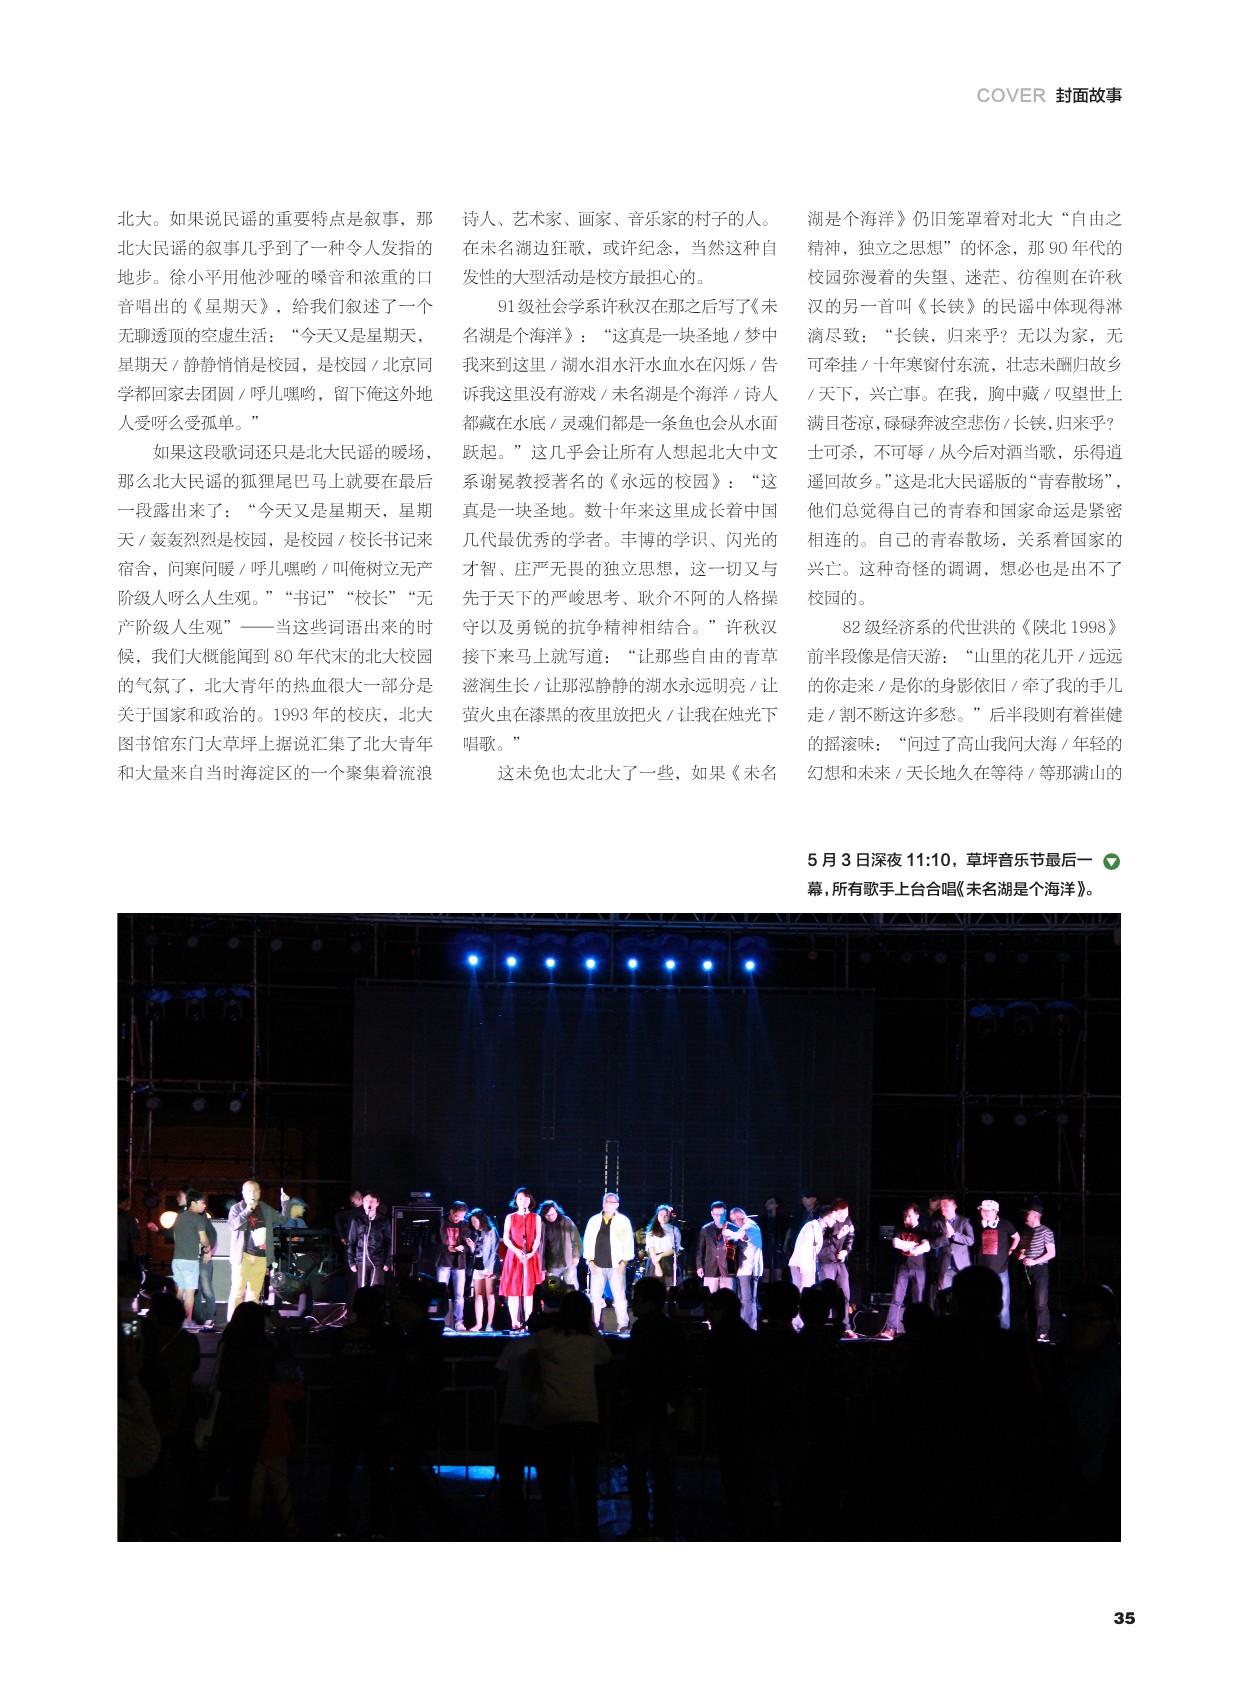 COVER 封面故事
北大。如果说民谣的重要特点是叙事，那
北大民谣的叙事几乎到了一种令人发指的
地步。徐小平用他沙哑的嗓音和浓重的口
音唱出的《星期天》，给我们叙述了一个
无聊透顶的空虚生活：“今天又是星期天，
星期天 / 静静悄悄是校园，是校园 / 北京同
学都回家去团圆 / 呼儿嘿哟，留下俺这外地
人受呀么受孤单。”
如果这段歌词还只是北大民谣的暖场，
那么北大民谣的狐狸尾巴马上就要在最后
一段露出来了：“今天又是星期天，星期
天 / 轰轰烈烈是校园，是校园 / 校长书记来
宿舍，问寒问暖 / 呼儿嘿哟 / 叫俺树立无产
阶级人呀么人生观。”“书记”“校长”“无
产阶级人生观”——当这些词语出来的时
候，我们大概能闻到 80 年代末的北大校园
的气氛了，北大青年的热血很大一部分是
关于国家和政治的。1993 年的校庆，北大
图书馆东门大草坪上据说汇集了北大青年
和大量来自当时海淀区的一个聚集着流浪
诗人、艺术家、画家、音乐家的村子的人。
在未名湖边狂歌，或许纪念，当然这种自
发性的大型活动是校方最担心的。
91 级社会学系许秋汉在那之后写了《未
名湖是个海洋》：“这真是一块圣地 / 梦中
我来到这里 / 湖水泪水汗水血水在闪烁 / 告
诉我这里没有游戏 / 未名湖是个海洋 / 诗人
都藏在水底 / 灵魂们都是一条鱼也会从水面
跃起。”这几乎会让所有人想起北大中文
系谢冕教授著名的《永远的校园》：“这
真是一块圣地。数十年来这里成长着中国
几代最优秀的学者。丰博的学识、闪光的
才智、庄严无畏的独立思想，这一切又与
先于天下的严峻思考、耿介不阿的人格操
守以及勇锐的抗争精神相结合。”许秋汉
接下来马上就写道：“让那些自由的青草
滋润生长 / 让那泓静静的湖水永远明亮 / 让
萤火虫在漆黑的夜里放把火 / 让我在烛光下
唱歌。”
这未免也太北大了一些，如果《未名
湖是个海洋》仍旧笼罩着对北大“自由之
精神，独立之思想”的怀念，那 90 年代的
校园弥漫着的失望、迷茫、彷徨则在许秋
汉的另一首叫《长铗》的民谣中体现得淋
漓尽致：“长铗，归来乎？无以为家，无
可牵挂 / 十年寒窗付东流，壮志未酬归故乡
/ 天下，兴亡事。在我，胸中藏 / 叹望世上
满目苍凉，碌碌奔波空悲伤 / 长铗，归来乎？
士可杀，不可辱 / 从今后对酒当歌，乐得逍
遥回故乡。”这是北大民谣版的“青春散场”，
他们总觉得自己的青春和国家命运是紧密
相连的。自己的青春散场，关系着国家的
兴亡。这种奇怪的调调，想必也是出不了
校园的。
82 级经济系的代世洪的《陕北 1998》
前半段像是信天游：“山里的花儿开 / 远远
的你走来 / 是你的身影依旧 / 牵了我的手儿
走 / 割不断这许多愁。”后半段则有着崔健
的摇滚味：“问过了高山我问大海 / 年轻的
幻想和未来 / 天长地久在等待 / 等那满山的
5 月 3 日深夜 11:10，草坪音乐节最后一
幕，所有歌手上台合唱《未名湖是个海洋》。
35